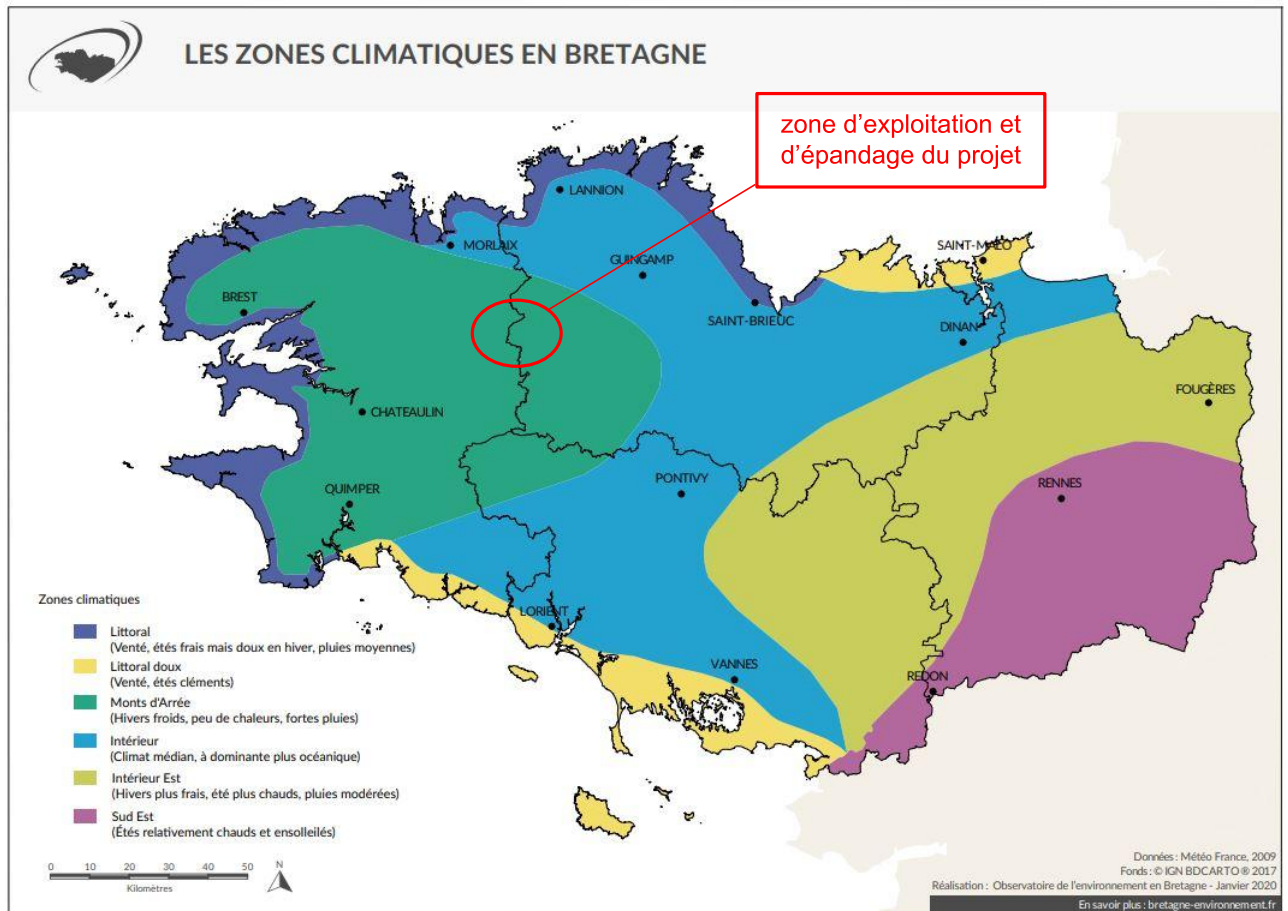 LES ZONES CLIMATIQUES EN BRETAGNE
zone d'exploitation et
d'épandage du projet
LANNION
MORLAIX
GUINGAMP
SAINT-MALO
BREST
SAINT-BRIEUC
DINAN
FOUGÈRES
CHATEAULIN
PONTIVY
QUIMPER
RENNES
LORIENT
VANNES
REDON
Zones climatiques
Littoral
(Venté, étés frais mais doux en hiver, pluies moyennes)
Littoral doux
(Venté, étés cléments)
Monts d'Arrée
(Hivers froids, peu de chaleurs, fortes pluies)
Intérieur
(Climat médian, à dominante plus océanique)
Intérieur Est
(Hivers plus frais, été plus chauds, pluies modérées)
Sud Est
(Étés relativement chauds et ensolleilés)
0 10 20 30 40 50
Kilomètres
N
Données : Météo France, 2009
Fonds : © IGN BDCARTO ® 2017
Réalisation : Observatoire de l'environnement en Bretagne - Janvier 2020
En savoir plus : bretagne-environnement.fr